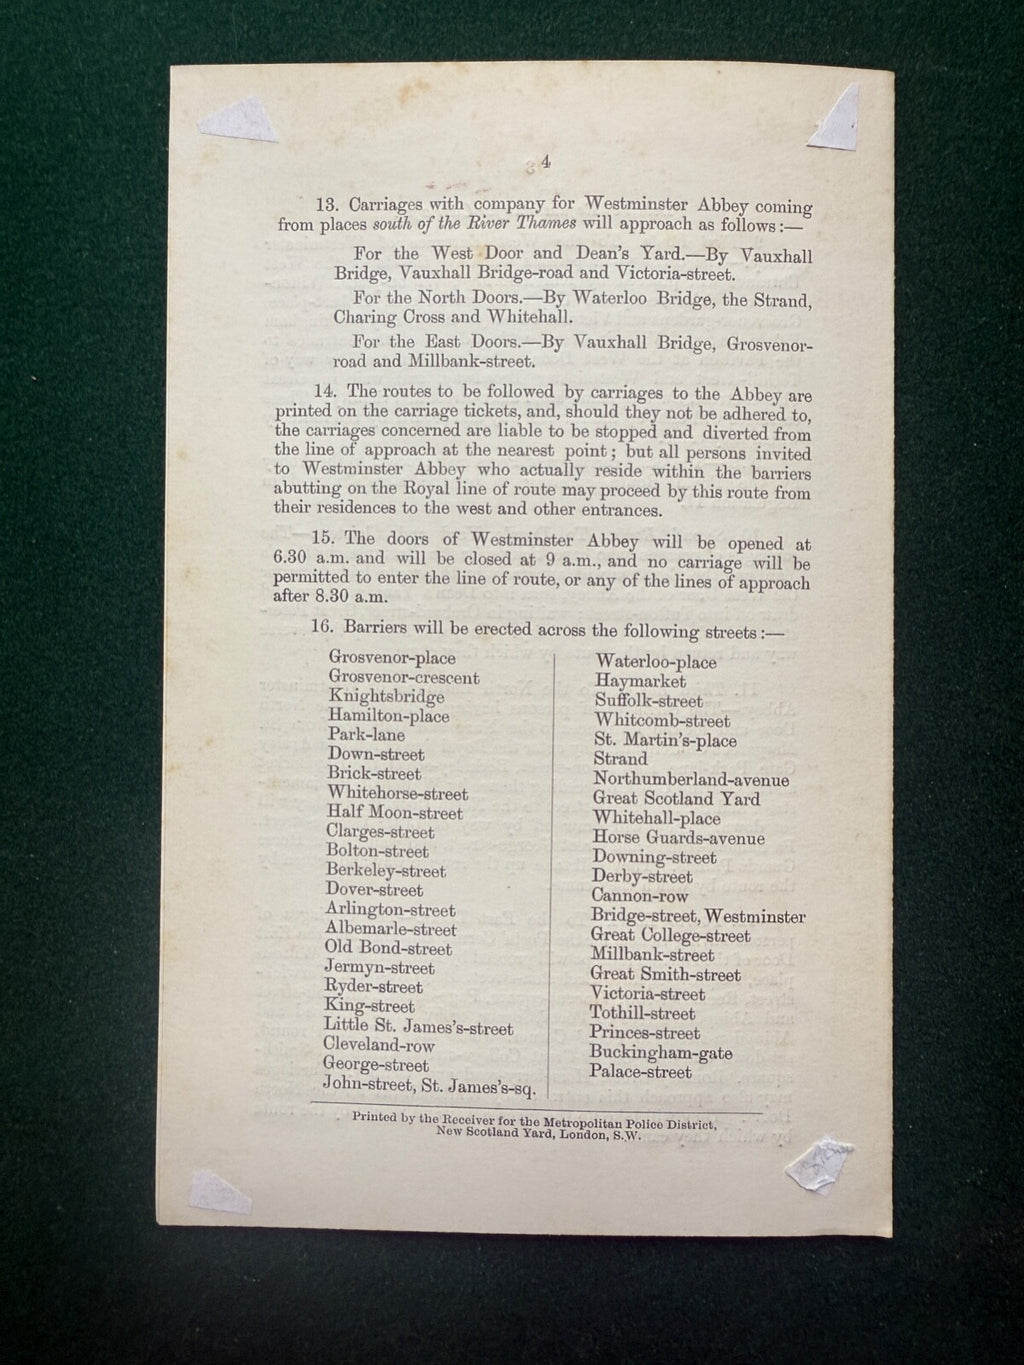 4
13. Carriages with company for Westminster Abbey coming
from places south of the River Thames will approach as follows:—
For the West Door and Dean's Yard.—By Vauxhall
Bridge, Vauxhall Bridge-road and Victoria-street.
For the North Doors.—By Waterloo Bridge, the Strand,
Charing Cross and Whitehall.
For the East Doors.—By Vauxhall Bridge, Grosvenor-
road and Millbank-street.
14. The routes to be followed by carriages to the Abbey are
printed on the carriage tickets, and, should they not be adhered to,
the carriages concerned are liable to be stopped and diverted from
the line of approach at the nearest point; but all persons invited
to Westminster Abbey who actually reside within the barriers
abutting on the Royal line of route may proceed by this route from
their residences to the west and other entrances.
15. The doors of Westminster Abbey will be opened at
6.30 a.m. and will be closed at 9 a.m., and no carriage will be
permitted to enter the line of route, or any of the lines of approach
after 8.30 a.m.
16. Barriers will be erected across the following streets:—
Grosvenor-place
Grosvenor-crescent
Knightsbridge
Hamilton-place
Park-lane
Down-street
Brick-street
Whitehorse-street
Half Moon-street
Clarges-street
Bolton-street
Berkeley-street
Dover-street
Arlington-street
Albemarle-street
Old Bond-street
Jermyn-street
Ryder-street
King-street
Little St. James's-street
Cleveland-row
George-street
John-street, St. James's-sq.
Waterloo-place
Haymarket
Suffolk-street
Whitcomb-street
St. Martin's-place
Strand
Northumberland-avenue
Great Scotland Yard
Whitehall-place
Horse Guards-avenue
Downing-street
Derby-street
Cannon-row
Bridge-street, Westminster
Great College-street
Millbank-street
Great Smith-street
Victoria-street
Tothill-street
Princes-street
Buckingham-gate
Palace-street
Printed by the Receiver for the Metropolitan Police District,
New Scotland Yard, London, S.W.